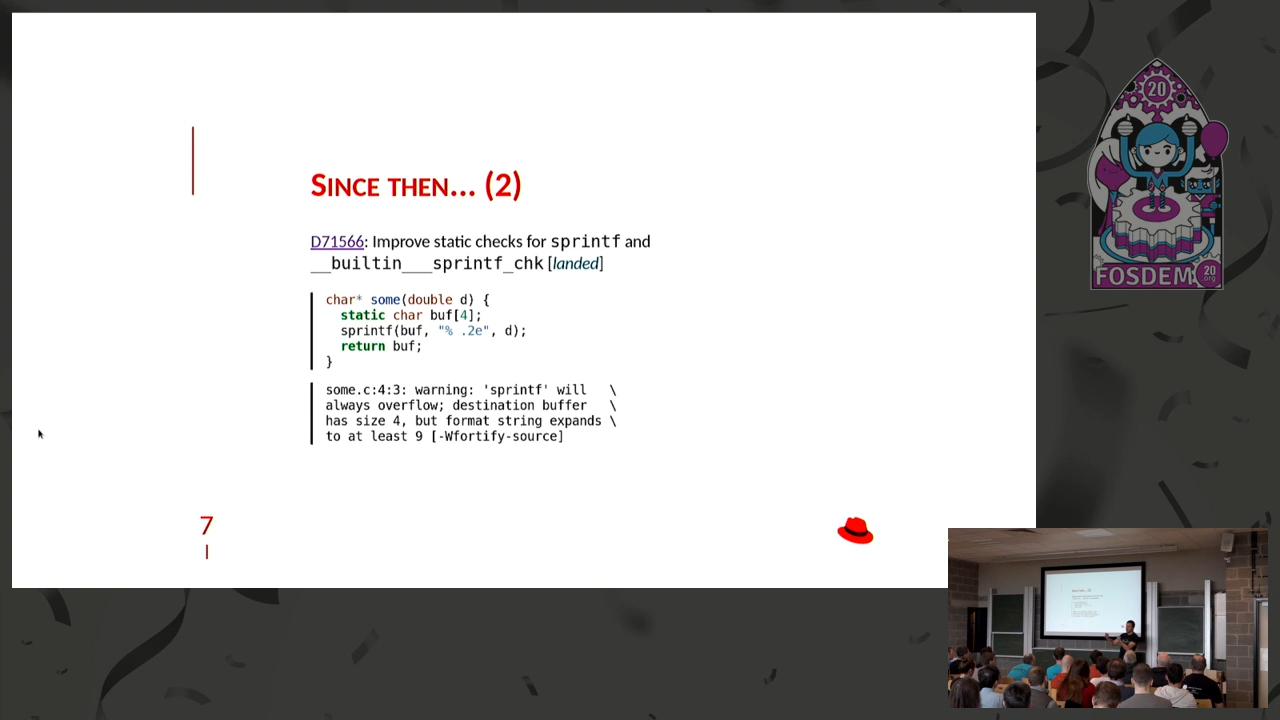 SINCE THEN... (2)
D71566: Improve static checks for sprintf and
__builtin___sprintf_chk [landed]
char* some(double d) {
  static char buf[4];
  sprintf(buf, "% .2e", d);
  return buf;
}
some.c:4:3: warning: 'sprintf' will   \
always overflow; destination buffer   \
has size 4, but format string expands \
to at least 9 [-Wfortify-source]
7
20
FOSDEM
20
.org